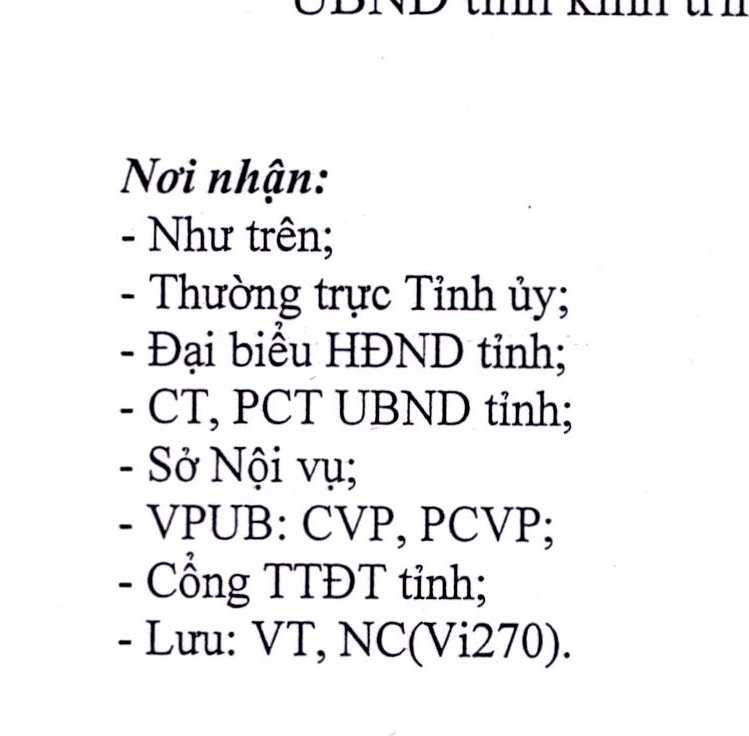 UBND tỉnh kính trì
Nơi nhận:
- Như trên;
- Thường trực Tỉnh ủy;
- Đại biểu HĐND tỉnh;
- CT, PCT UBND tỉnh;
- Sở Nội vụ;
- VPUB: CVP, PCVP;
- Cổng TTĐT tỉnh;
- Lưu: VT, NC(Vi270).